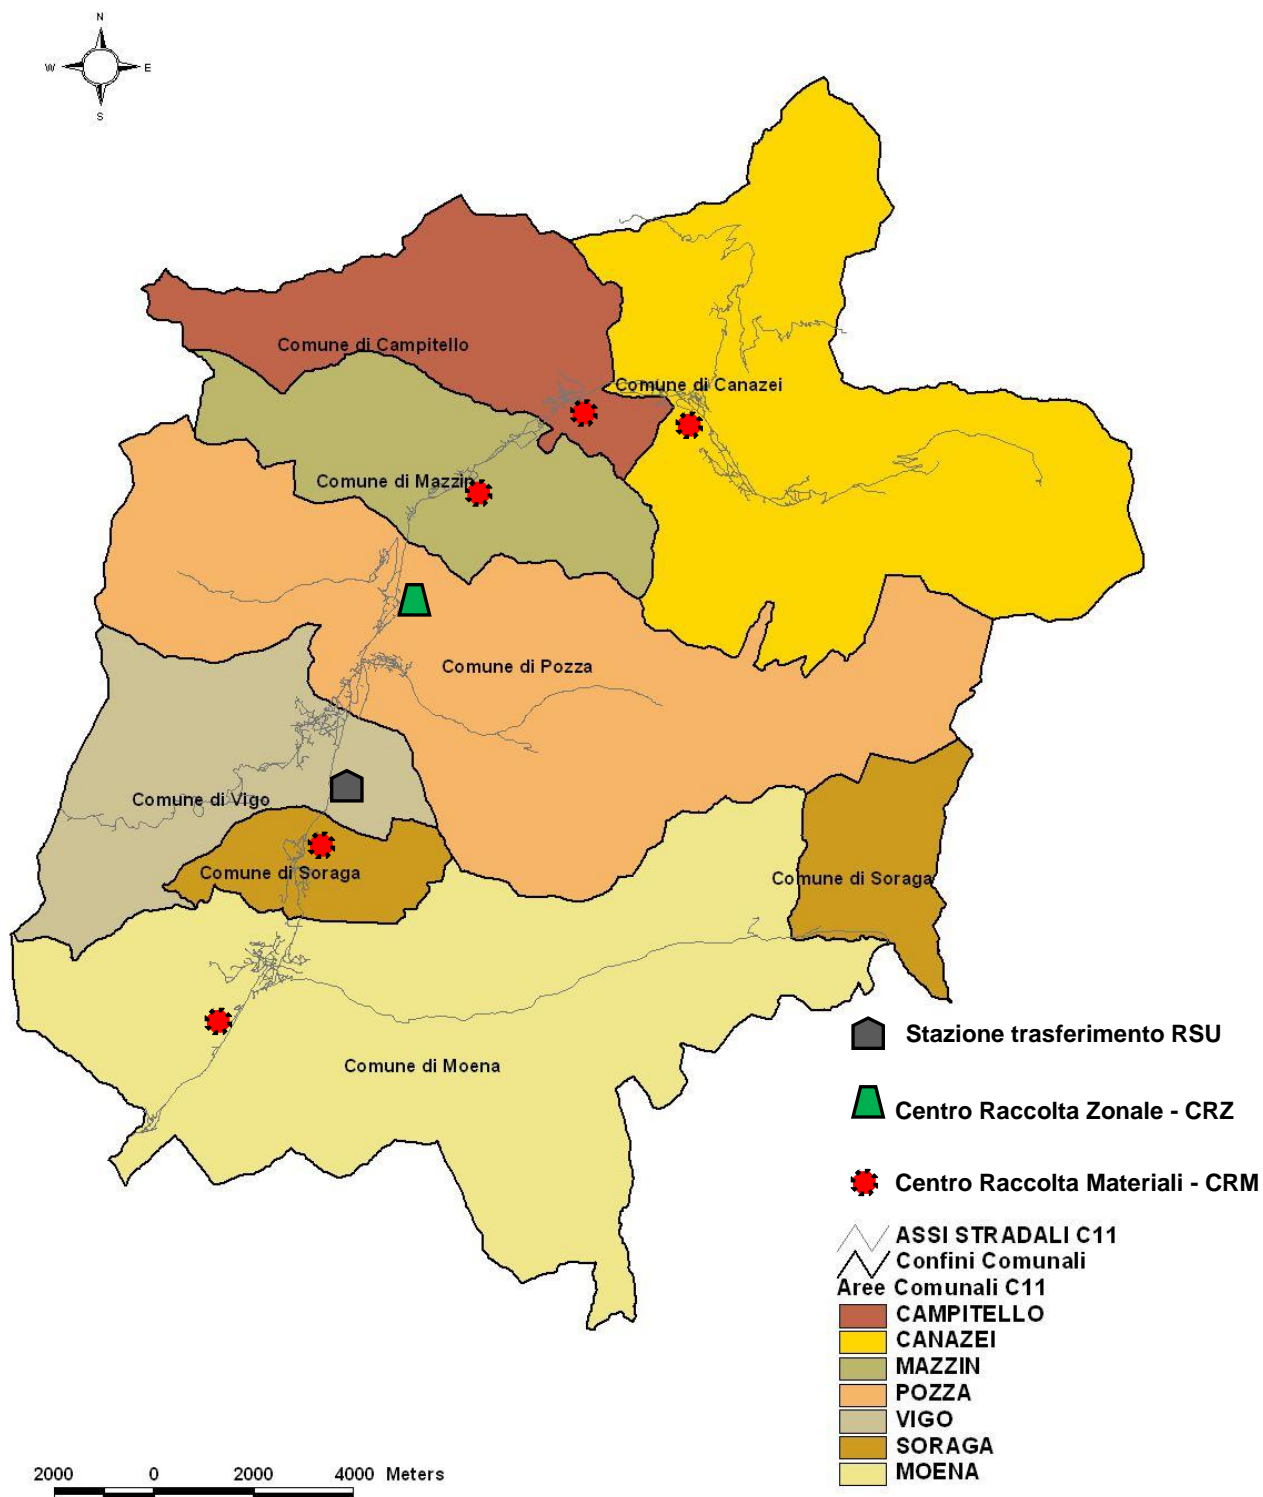 N
W E
S
Comune di Campitello
Comune di Canazei
Comune di Mazzin
Comune di Pozza
Comune di Vigo
Comune di Soraga
Comune di Soraga
Comune di Moena
Stazione trasferimento RSU
Centro Raccolta Zonale - CRZ
Centro Raccolta Materiali - CRM
ASSI STRADALI C11
Confini Comunali
Aree Comunali C11
CAMPITELLO
CANAZEI
MAZZIN
POZZA
VIGO
SORAGA
MOENA
2000 0 2000 4000 Meters